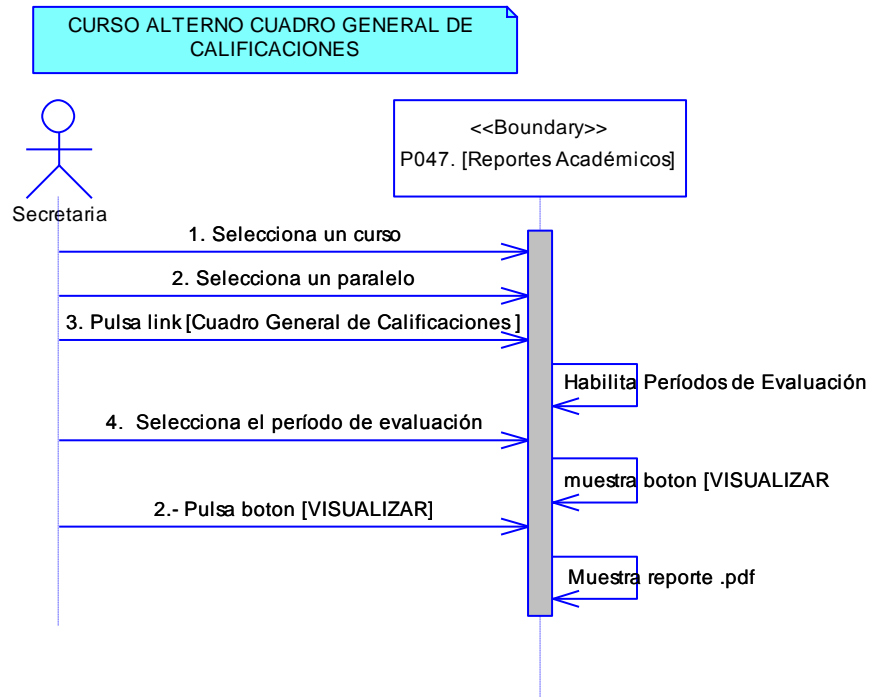 CURSO ALTERNO CUADRO GENERAL DE
CALIFICACIONES
<<Boundary>>
P047. [Reportes Académicos]
Secretaria
1. Selecciona un curso
2. Selecciona un paralelo
3. Pulsa link [Cuadro General de Calificaciones ]
Habilita Períodos de Evaluación
4.  Selecciona el período de evaluación
muestra boton [VISUALIZAR
2.- Pulsa boton [VISUALIZAR]
Muestra reporte .pdf